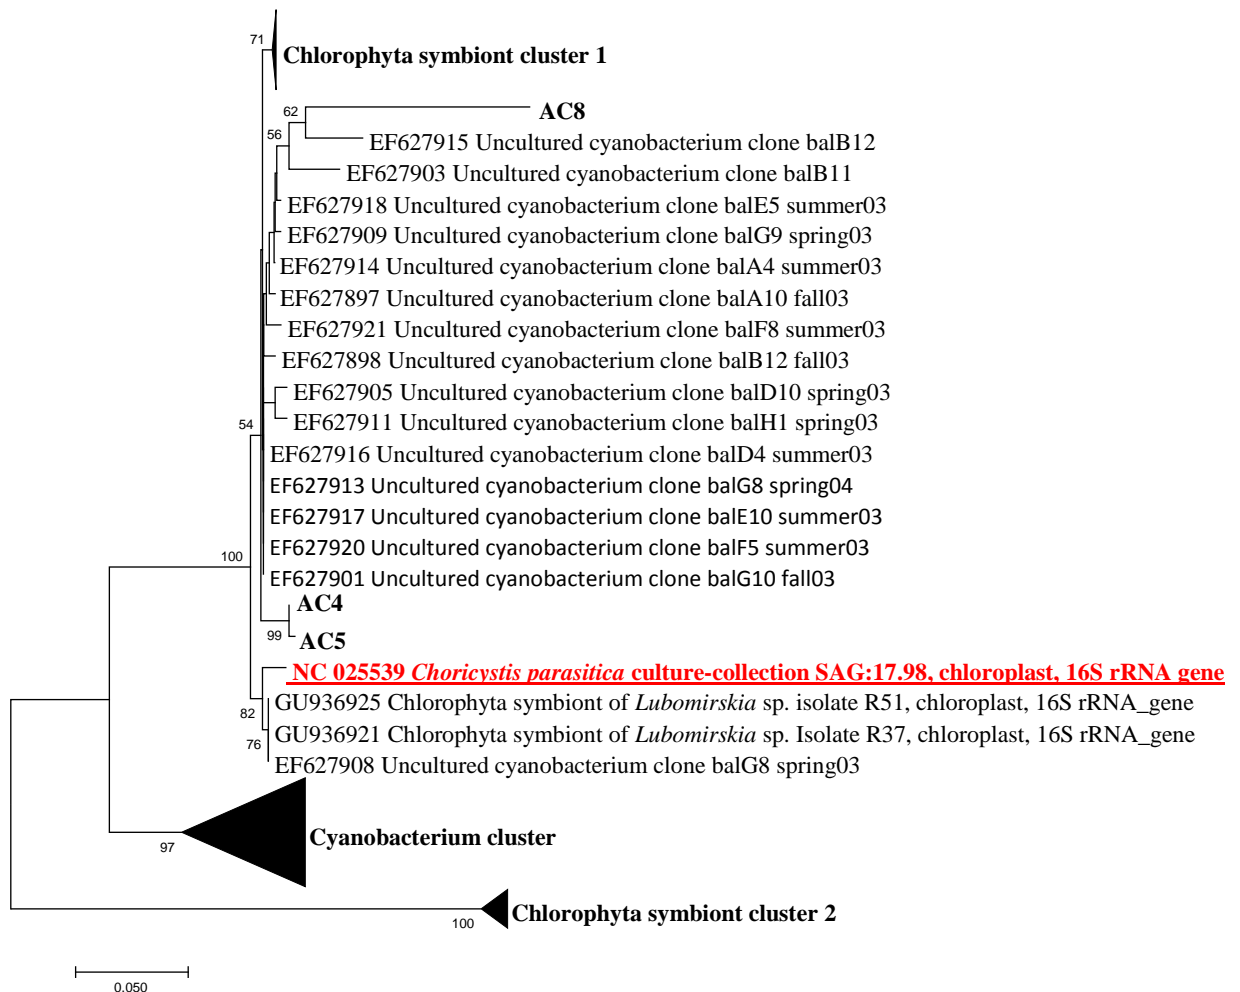 71
Chlorophyta symbiont cluster 1
62
AC8
56
EF627915 Uncultured cyanobacterium clone balB12
EF627903 Uncultured cyanobacterium clone balB11
EF627918 Uncultured cyanobacterium clone balE5 summer03
EF627909 Uncultured cyanobacterium clone balG9 spring03
EF627914 Uncultured cyanobacterium clone balA4 summer03
EF627897 Uncultured cyanobacterium clone balA10 fall03
EF627921 Uncultured cyanobacterium clone balF8 summer03
EF627898 Uncultured cyanobacterium clone balB12 fall03
EF627905 Uncultured cyanobacterium clone balD10 spring03
EF627911 Uncultured cyanobacterium clone balH1 spring03
54
EF627916 Uncultured cyanobacterium clone balD4 summer03
EF627913 Uncultured cyanobacterium clone balG8 spring04
EF627917 Uncultured cyanobacterium clone balE10 summer03
EF627920 Uncultured cyanobacterium clone balF5 summer03
100
EF627901 Uncultured cyanobacterium clone balG10 fall03
AC4
99
AC5
NC 025539 Choricystis parasitica culture-collection SAG:17.98, chloroplast, 16S rRNA gene
GU936925 Chlorophyta symbiont of Lubomirskia sp. isolate R51, chloroplast, 16S rRNA_gene
82
GU936921 Chlorophyta symbiont of Lubomirskia sp. Isolate R37, chloroplast, 16S rRNA_gene
76
EF627908 Uncultured cyanobacterium clone balG8 spring03
Cyanobacterium cluster
97
Chlorophyta symbiont cluster 2
100
0.050